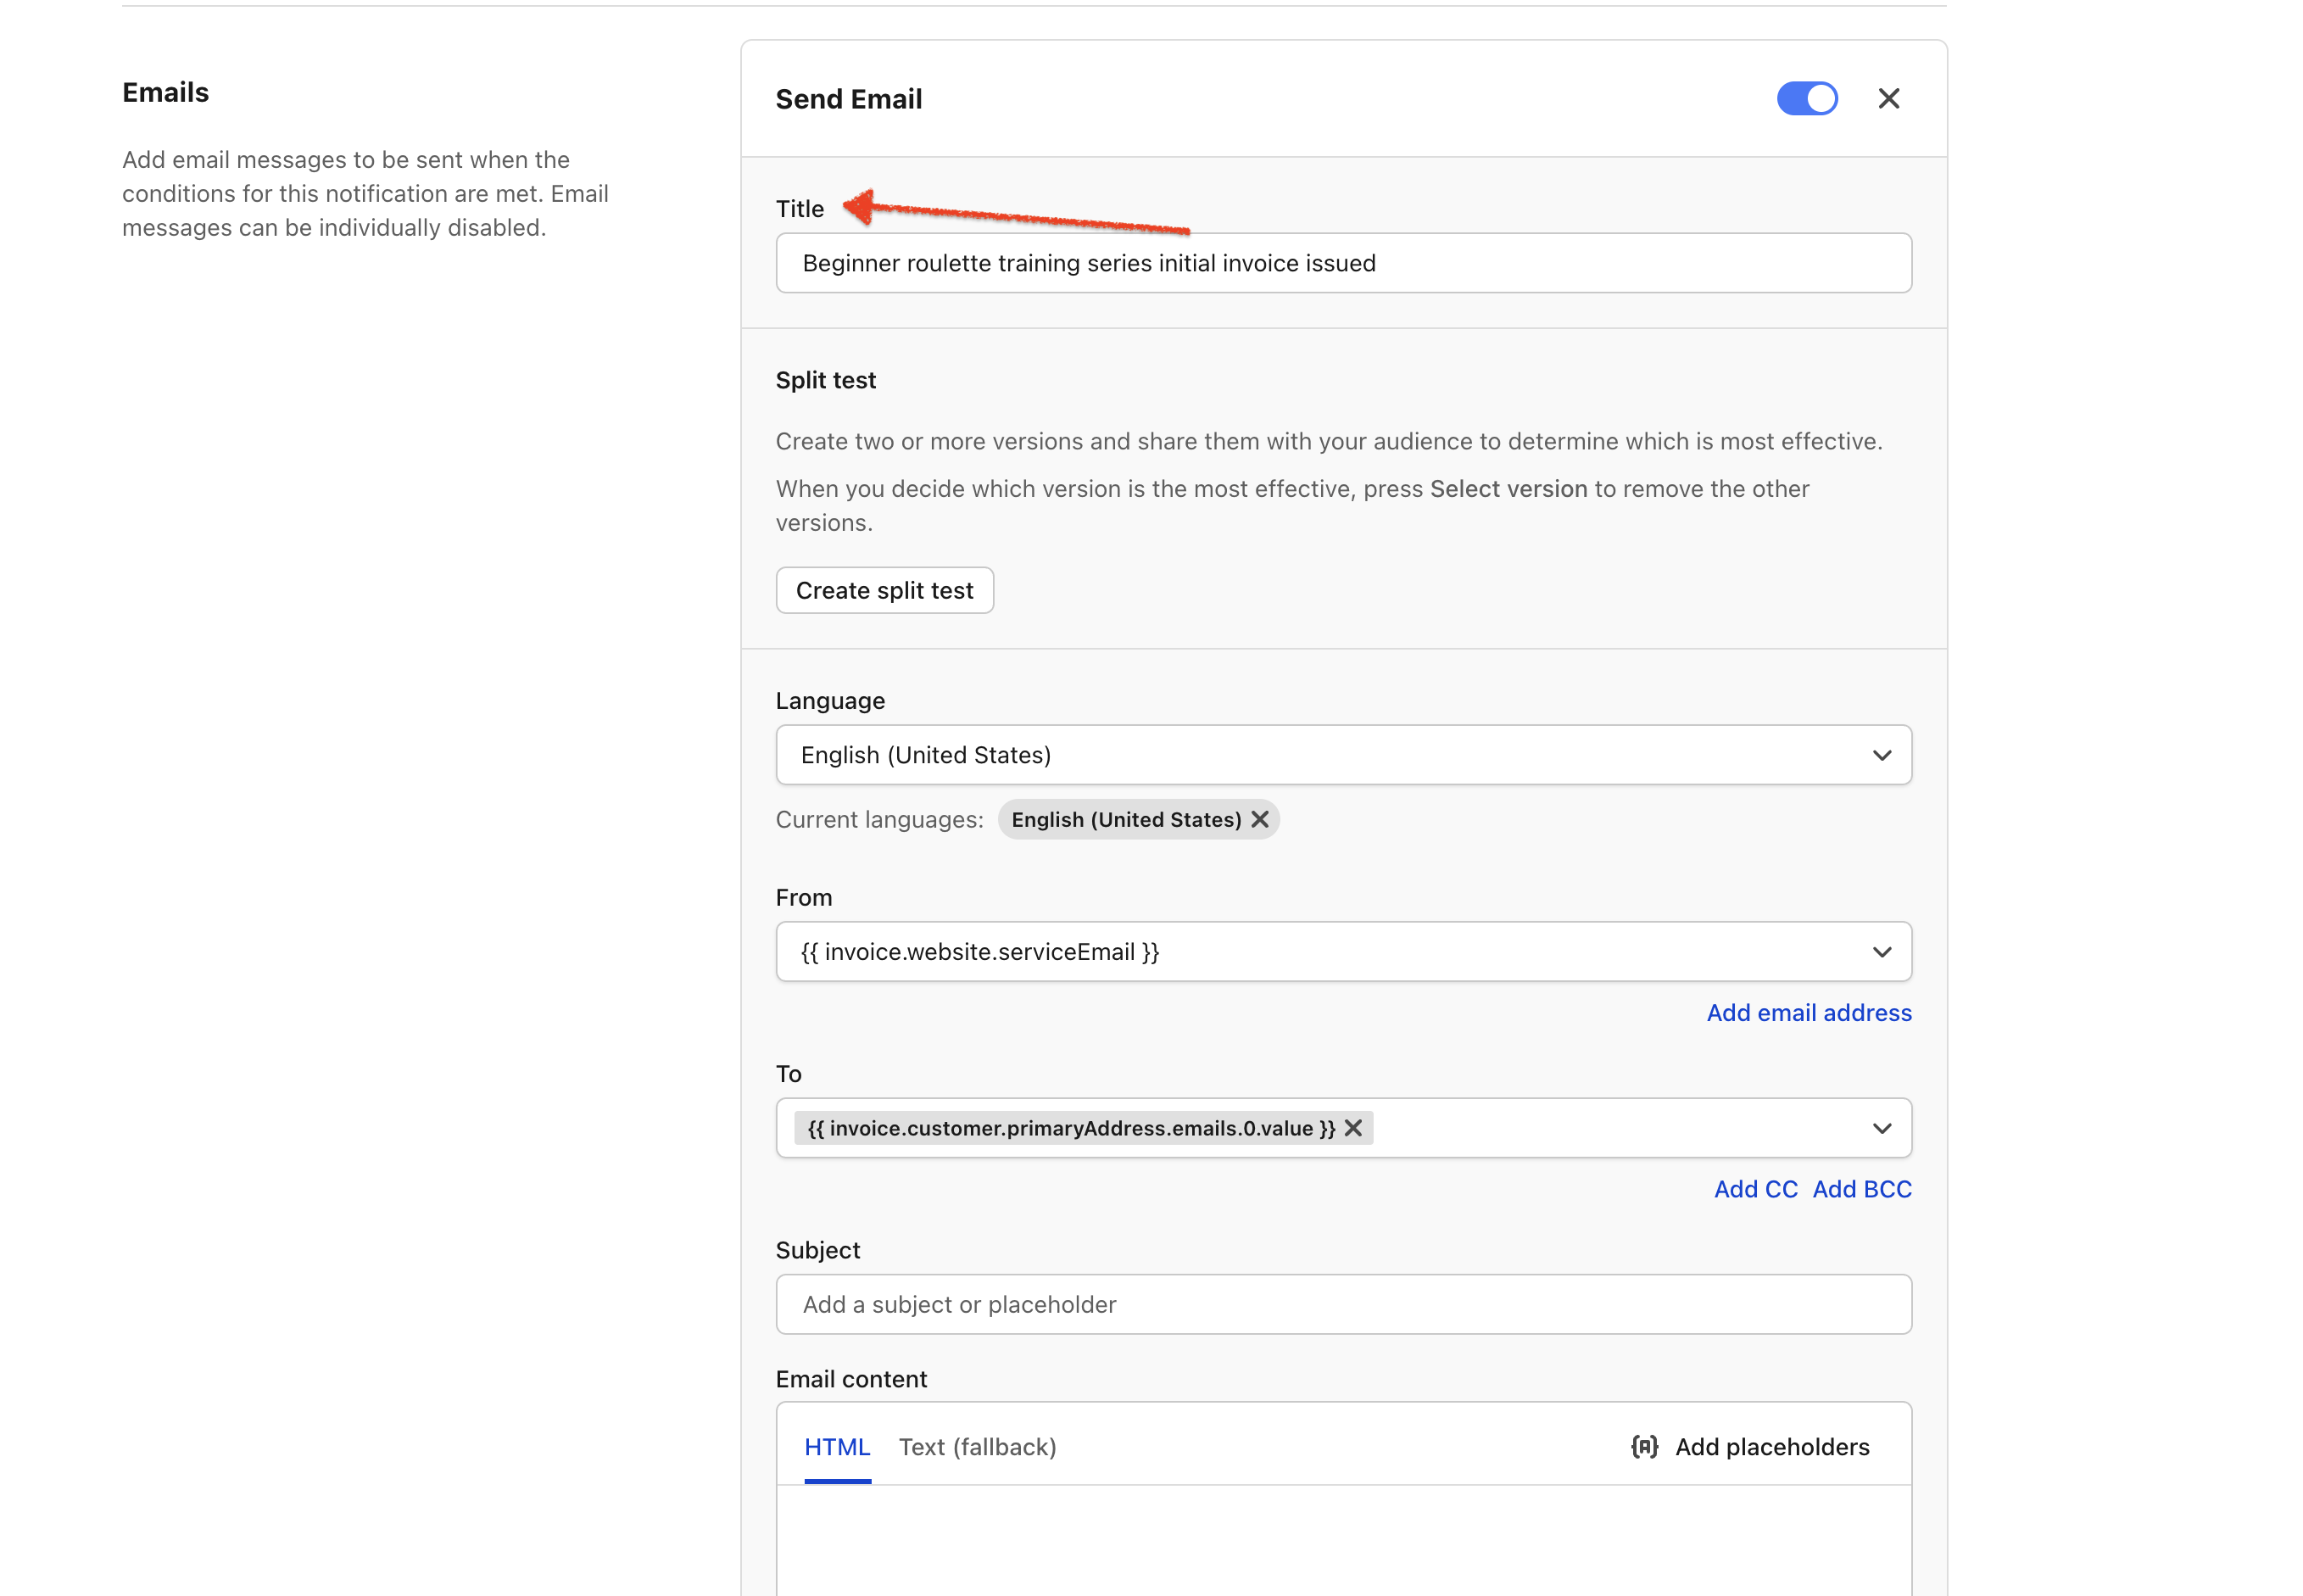 Emails
Add email messages to be sent when the
conditions for this notification are met. Email
messages can be individually disabled.
Send Email
Title
Beginner roulette training series initial invoice issued
Split test
Create two or more versions and share them with your audience to determine which is most effective.
When you decide which version is the most effective, press Select version to remove the other
versions.
Create split test
Language
English (United States)
Current languages: English (United States)
From
{{ invoice.website.serviceEmail }}
Add email address
To
{{ invoice.customer.primaryAddress.emails.0.value }}
Add CC Add BCC
Subject
Add a subject or placeholder
Email content
HTML Text (fallback) Add placeholders